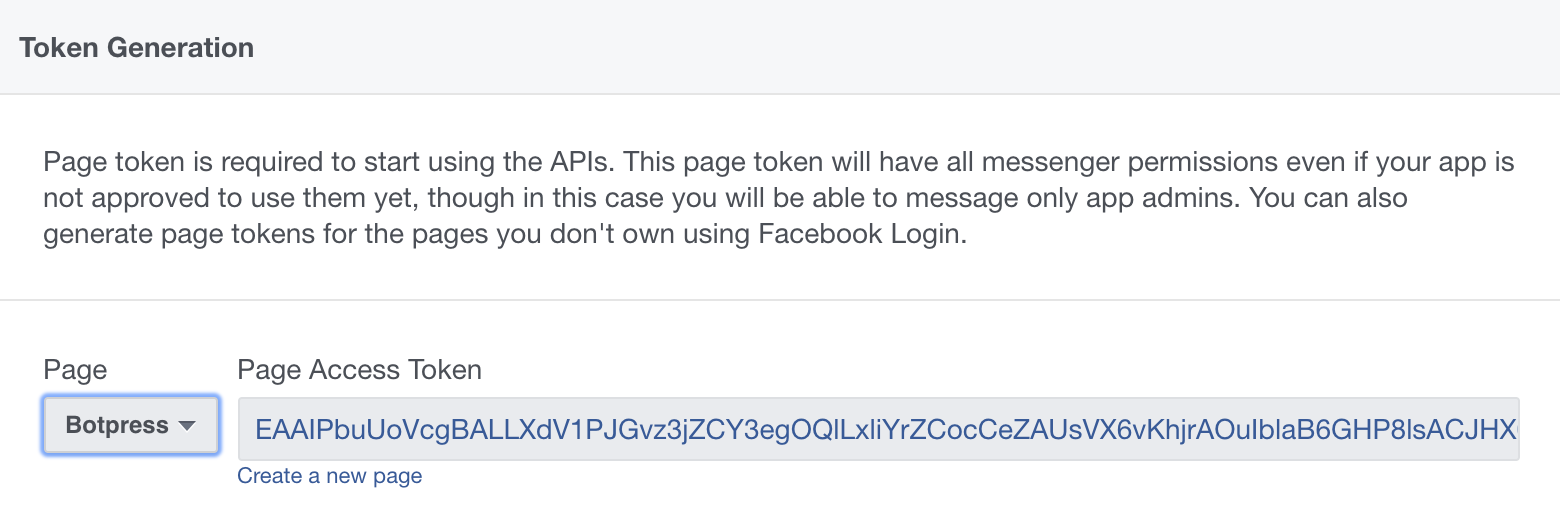 Token Generation
Page token is required to start using the APIs. This page token will have all messenger permissions even if your app is
not approved to use them yet, though in this case you will be able to message only app admins. You can also
generate page tokens for the pages you don't own using Facebook Login.
Page
Page Access Token
Botpress
EAAIPbuUoVcgBALLXdV1PJGvz3jZCY3egOQlLxliYrZCocCeZAUsVX6vKhjrAOuIblaB6GHP8lsACJHX
Create a new page